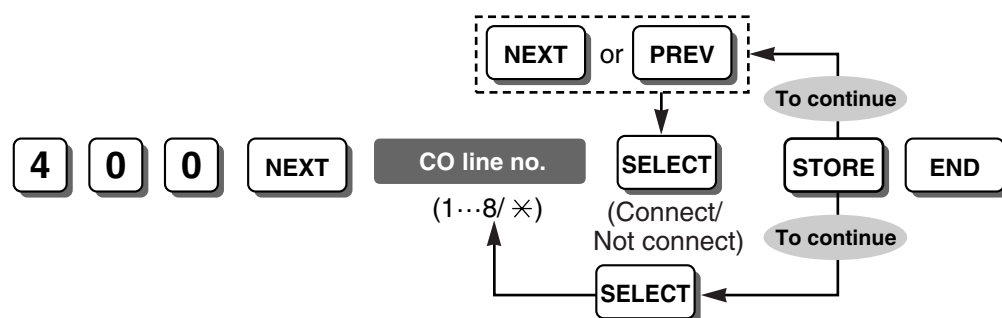 NEXT or PREV
To continue
4 0 0 NEXT CO line no. SELECT STORE END
(1···8/ ✳)
(Connect/
Not connect)
To continue
SELECT